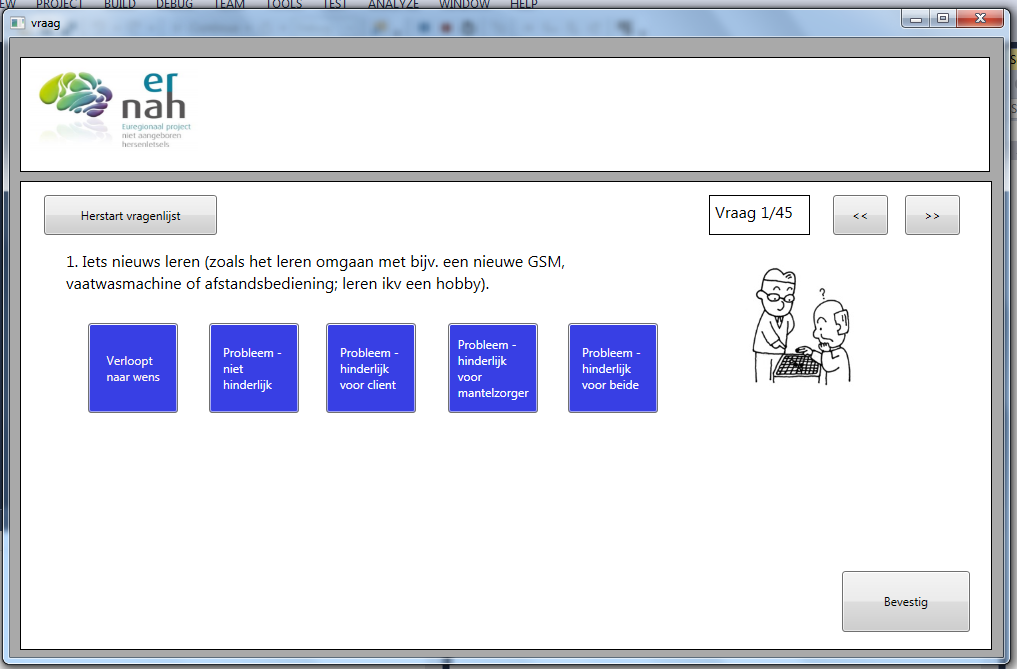 EW PROJECT BUILD DEBUG TEAM TOOLS TEST ANALYZE WINDOW HELP
vraag
er
nah
Euregionaal project
niet aangeboren
hersenletsels
Herstart vragenlijst
Vraag 1/45
<<
>>
1. Iets nieuws leren (zoals het leren omgaan met bijv. een nieuwe GSM,
vaatwasmachine of afstandsbediening; leren ikv een hobby).
?
Verloopt
naar wens
Probleem -
niet
hinderlijk
Probleem -
hinderlijk
voor client
Probleem -
hinderlijk
voor
mantelzorger
Probleem -
hinderlijk
voor beide
Bevestig